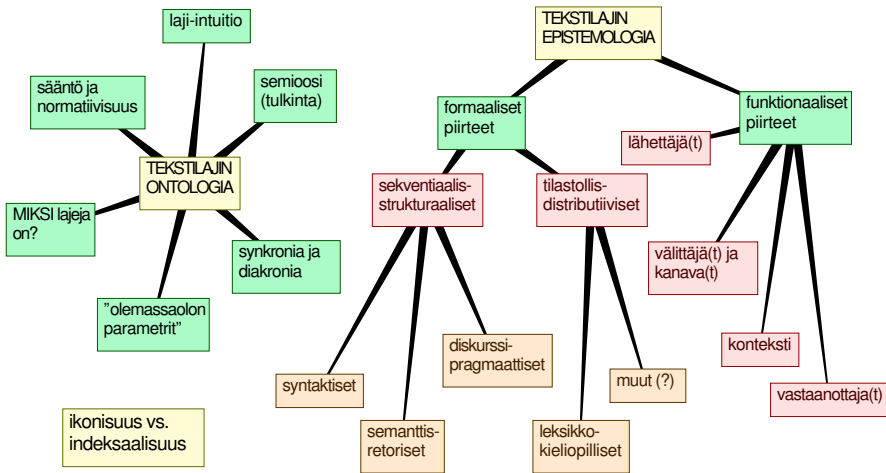 laji-intuitio
sääntö ja
normatiivisuus
semioosi
(tulkinta)
TEKSTILAJIN
ONTOLOGIA
MIKSI lajeja
on?
synkronia ja
diakronia
”olemassaolon
parametrit”
ikonisuus vs.
indeksaalisuus
TEKSTILAJIN
EPISTEMOLOGIA
formaaliset
piirteet
funktionaaliset
piirteet
sekventiaalis-
strukturaaliset
tilastollis-
distributiiviset
lähettäjä(t)
välittäjä(t) ja
kanava(t)
konteksti
vastaanottaja(t)
syntaktiset
semanttis-
retoriset
diskurssi-
pragmaattiset
leksikko-
kieliopilliset
muut (?)